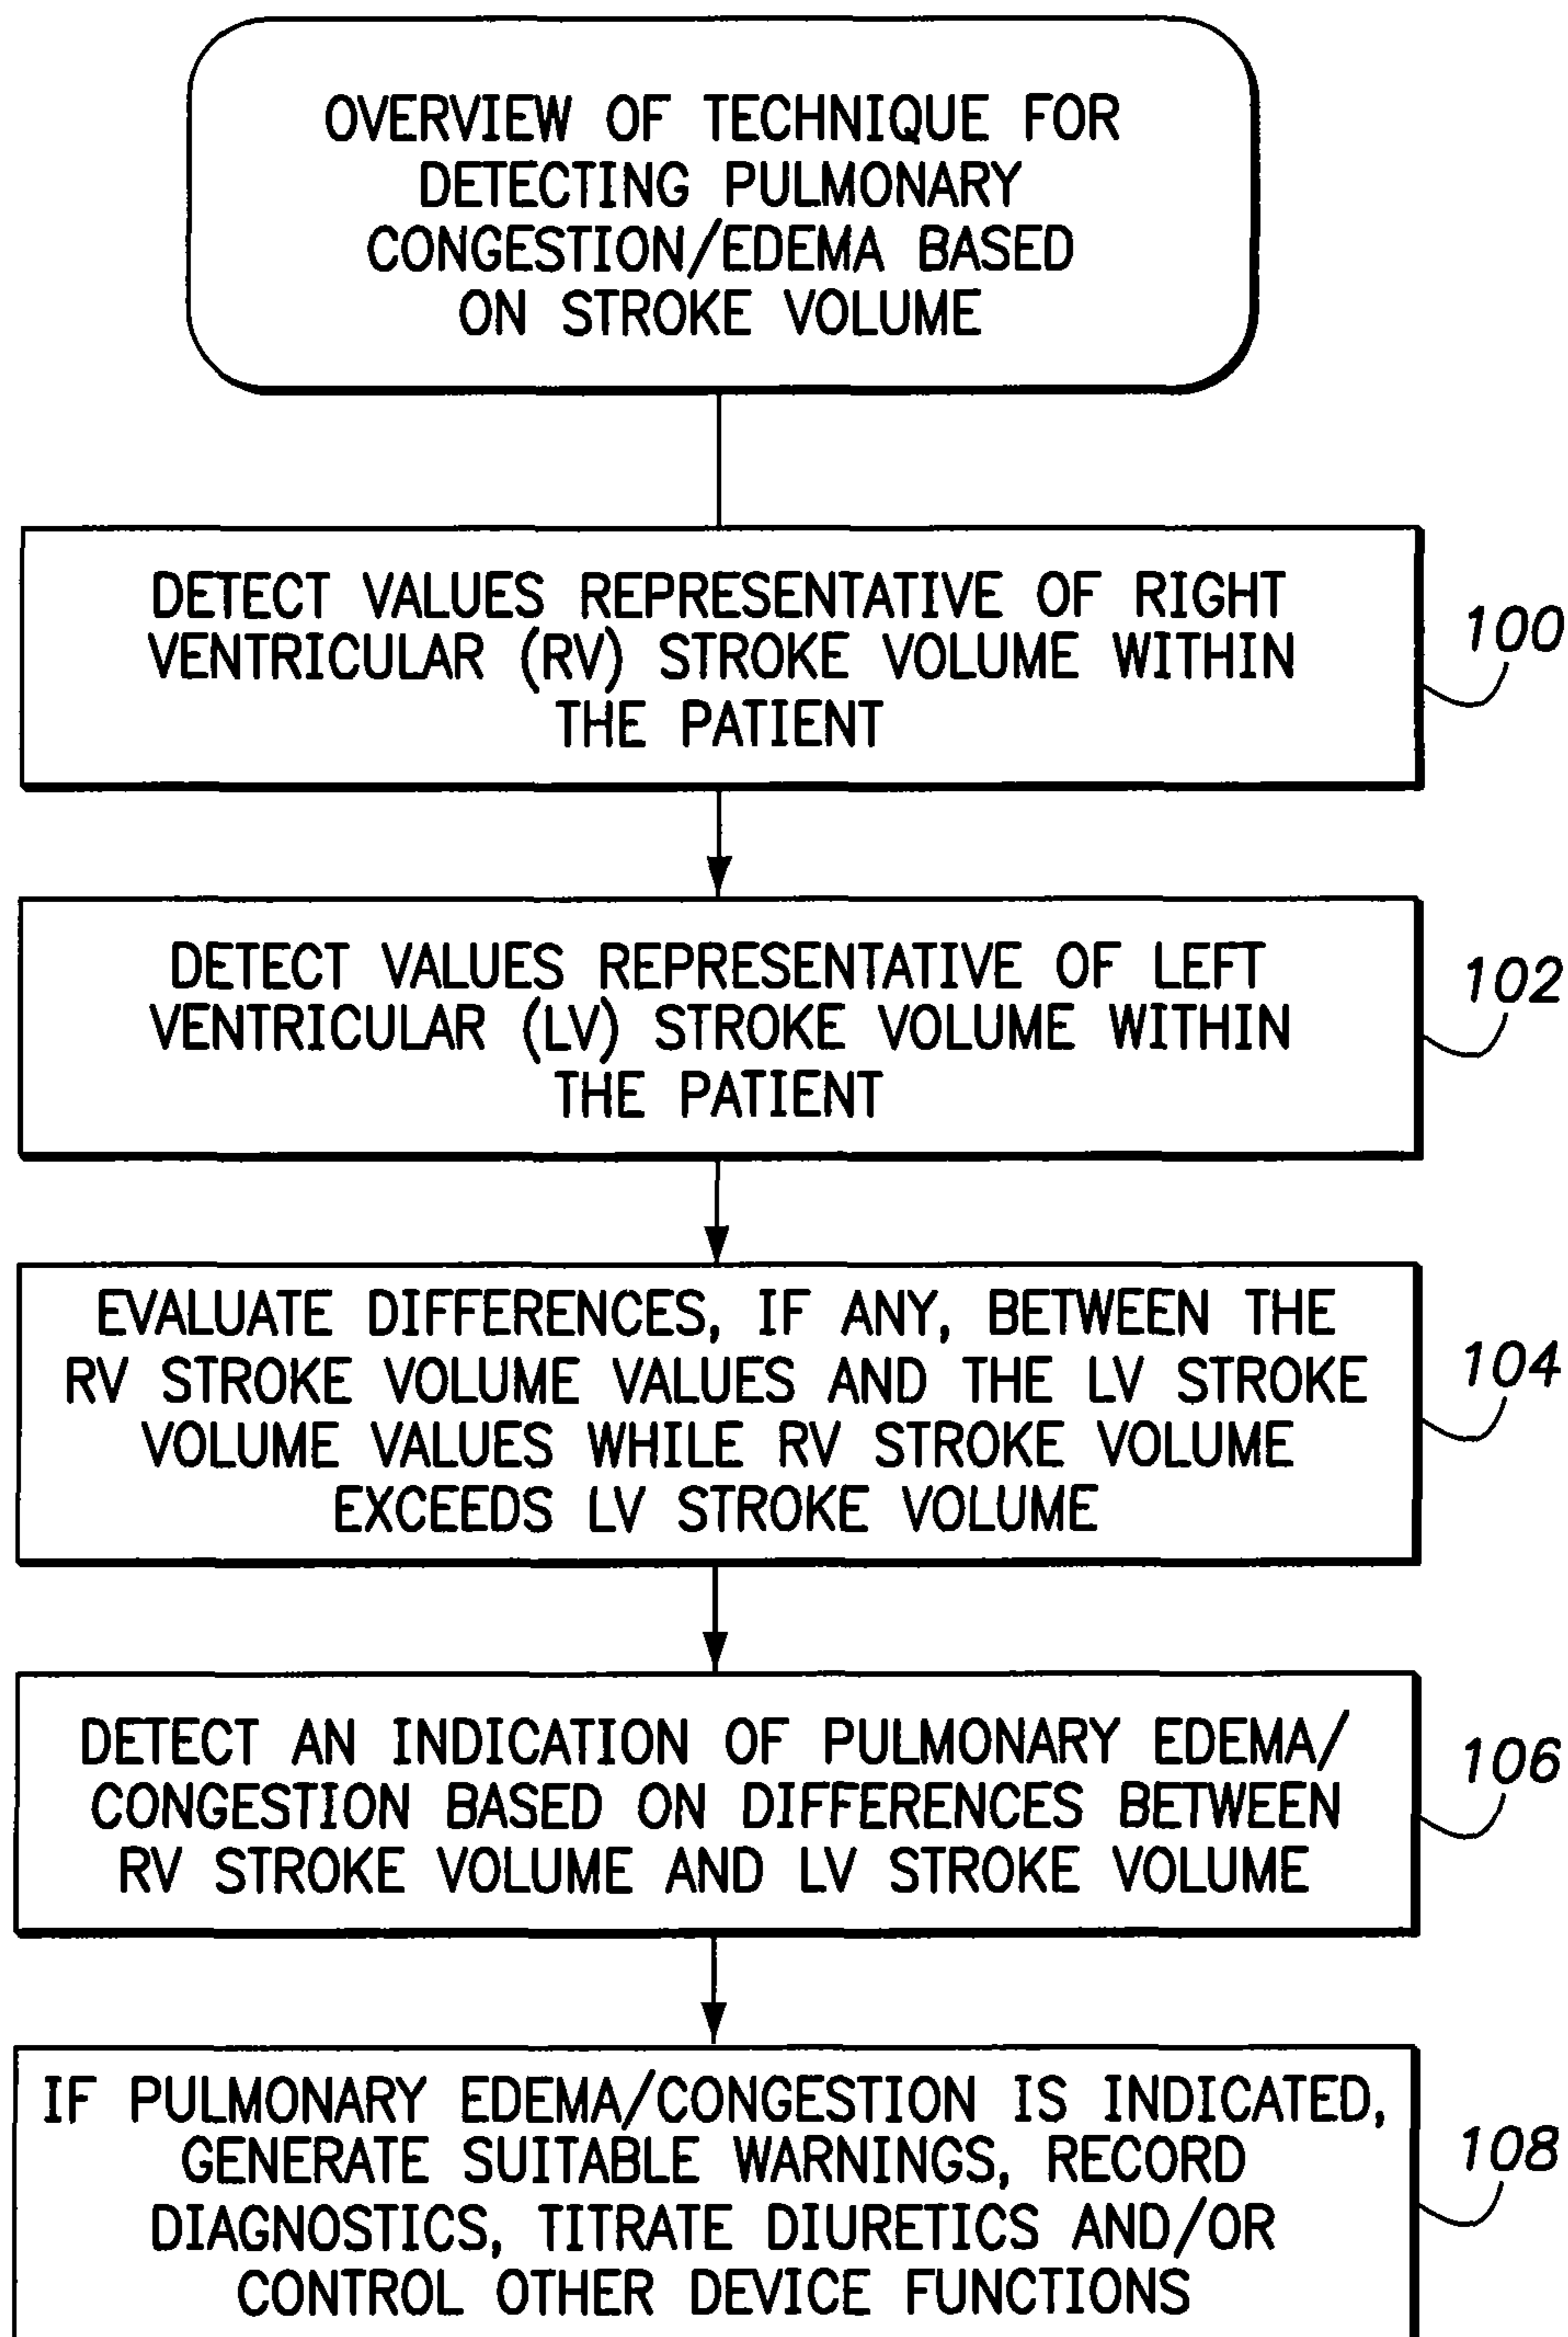 OVERVIEW OF TECHNIQUE FOR
DETECTING PULMONARY
CONGESTION/EDEMA BASED
ON STROKE VOLUME
DETECT VALUES REPRESENTATIVE OF RIGHT
VENTRICULAR (RV) STROKE VOLUME WITHIN
THE PATIENT
100
DETECT VALUES REPRESENTATIVE OF LEFT
VENTRICULAR (LV) STROKE VOLUME WITHIN
THE PATIENT
102
EVALUATE DIFFERENCES, IF ANY, BETWEEN THE
RV STROKE VOLUME VALUES AND THE LV STROKE
VOLUME VALUES WHILE RV STROKE VOLUME
EXCEEDS LV STROKE VOLUME
104
DETECT AN INDICATION OF PULMONARY EDEMA/
CONGESTION BASED ON DIFFERENCES BETWEEN
RV STROKE VOLUME AND LV STROKE VOLUME
106
IF PULMONARY EDEMA/CONGESTION IS INDICATED,
GENERATE SUITABLE WARNINGS, RECORD
DIAGNOSTICS, TITRATE DIURETICS AND/OR
CONTROL OTHER DEVICE FUNCTIONS
108